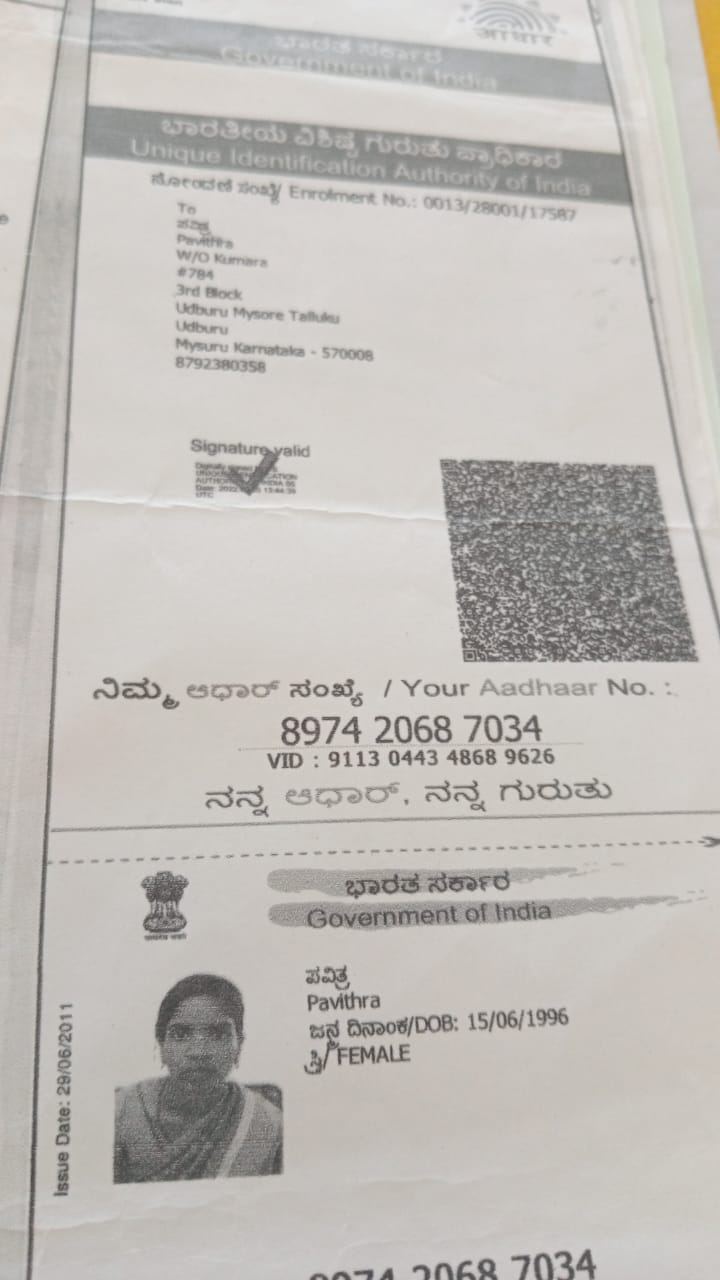 आधार
ಭಾರತ ಸರ್ಕಾರ
Government of India
ಭಾರತೀಯ ವಿಶಿಷ್ಟ ಗುರುತು ಪ್ರಾಧಿಕಾರ
Unique Identification Authority of India
ನೋಂದಣಿ ಸಂಖ್ಯೆ/ Enrolment No.: 0013/28001/17587
To
ಪವಿತ್ರ
Pavithra
W/O Kumara
#784
3rd Block
Udburu Mysore Talluku
Udburu
Mysuru Karnataka - 570008
8792380358
Signature valid
ನಿಮ್ಮ ಆಧಾರ್ ಸಂಖ್ಯೆ / Your Aadhaar No. :
8974 2068 7034
VID : 9113 0443 4868 9626
ನನ್ನ ಆಧಾರ್, ನನ್ನ ಗುರುತು
ಭಾರತ ಸರ್ಕಾರ
Government of India
ಪವಿತ್ರ
Pavithra
ಜನ್ಮ ದಿನಾಂಕ/DOB: 15/06/1996
ಸ್ತ್ರೀ/ FEMALE
Issue Date: 29/06/2011
8974 2068 7034